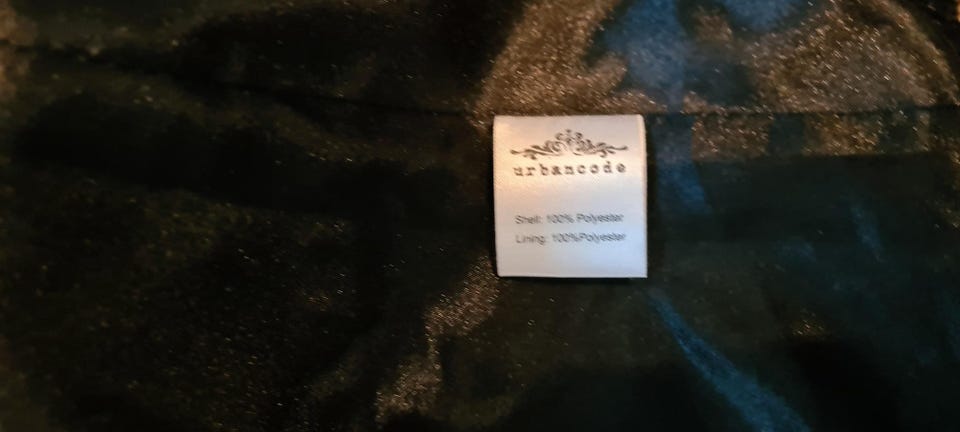 urbancode
Shell: 100% Polyester
Lining: 100%Polyester